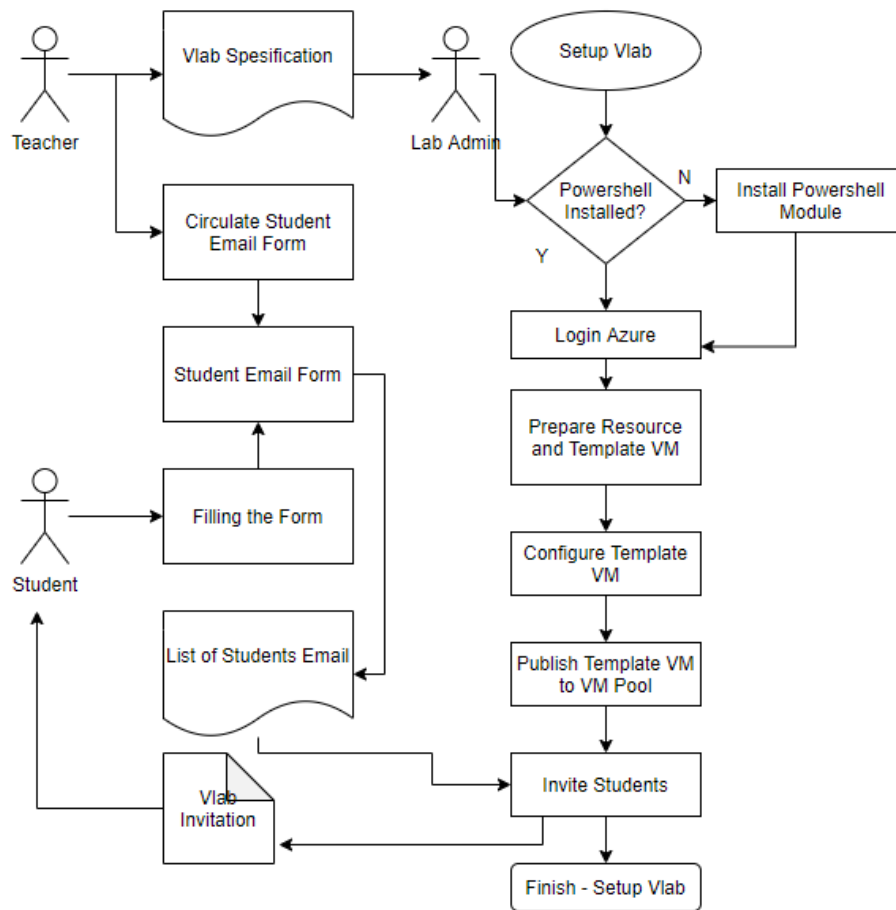 Vlab Spesification
Setup Vlab
Teacher
Lab Admin
Powershell
Installed?
N
Install Powershell
Module
Circulate Student
Email Form
Y
Login Azure
Student Email Form
Prepare Resource
and Template VM
Filling the Form
Student
Configure Template
VM
List of Students Email
Publish Template VM
to VM Pool
Vlab
Invitation
Invite Students
Finish - Setup Vlab